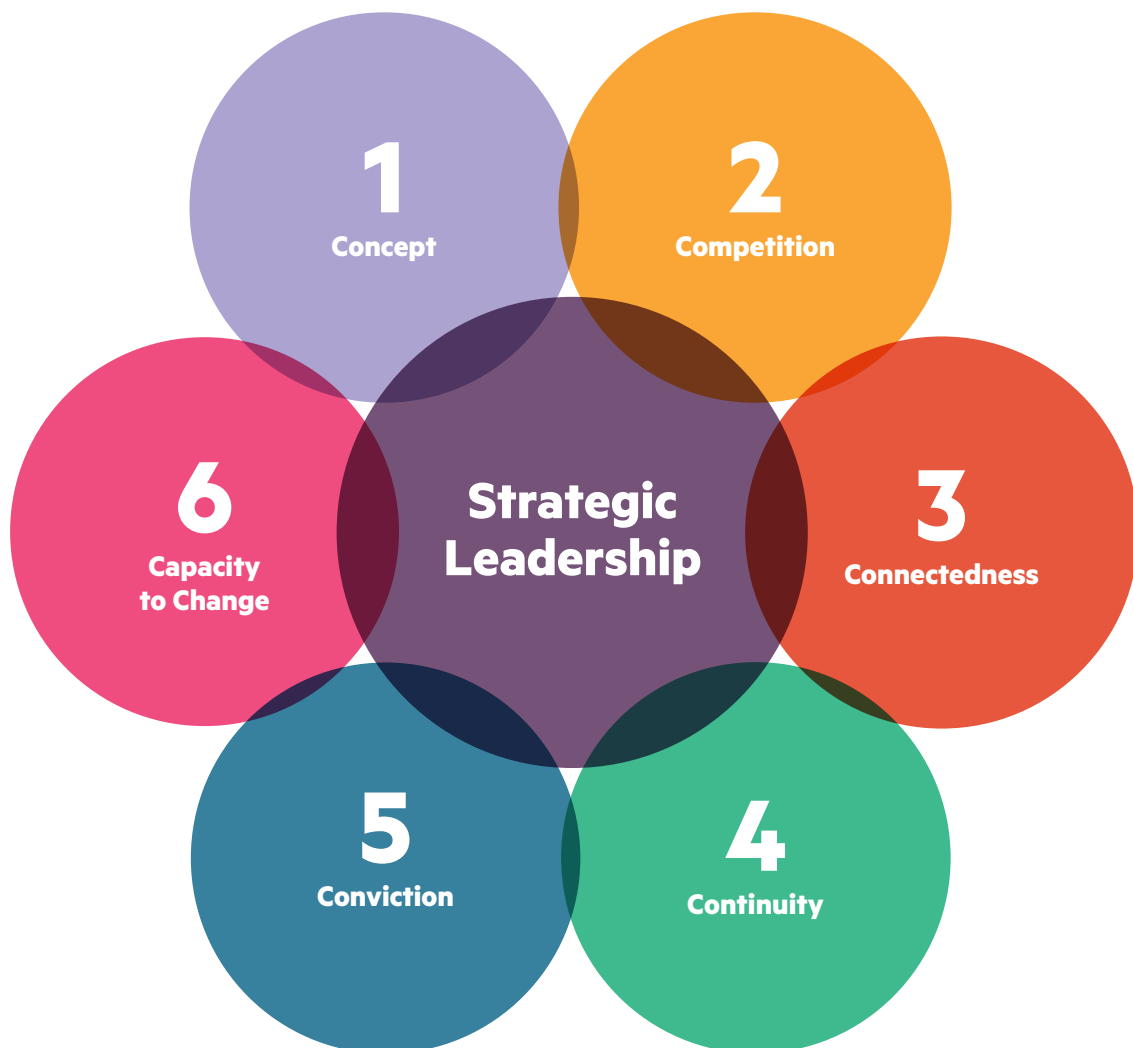 1
Concept
2
Competition
3
Connectedness
4
Continuity
5
Conviction
6
Capacity
to Change
Strategic
Leadership